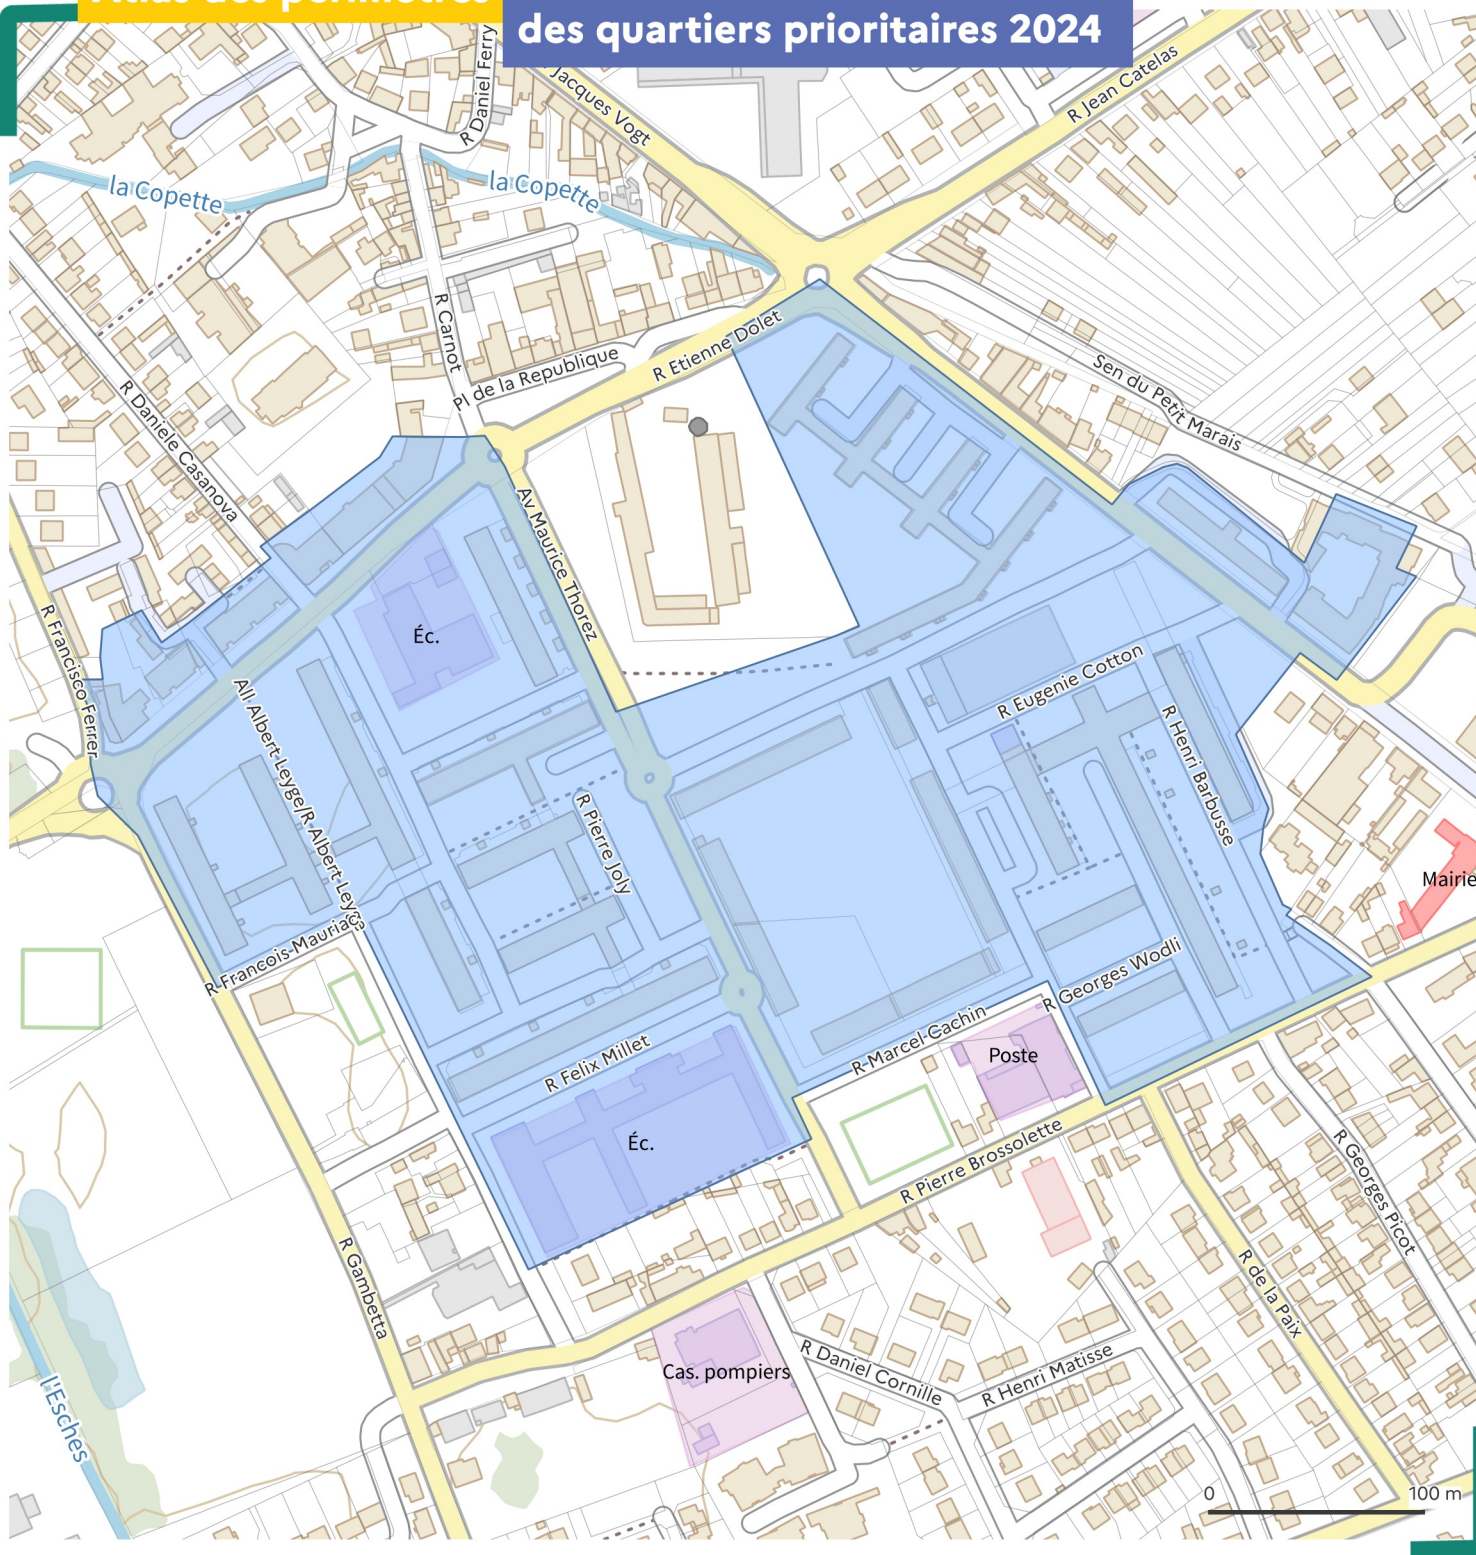 Atlas des périmètres
des quartiers prioritaires 2024
R Daniel Ferry
Jacques Vogt
R Jean Catelas
la Copette
la Copette
R Carnot
R Etienne Dolet
Pl de la Republique
Sen du Petit Marais
R Daniele Casanova
Av Maurice Thorez
R Francisco Ferrer
Éc.
R Eugenie Cotton
All Albert Leyge/R Albert Leyge
R Henri Barbusse
R Pierre Joly
Mairie
R Francois Mauriac
R Georges Wodli
R Marcel Cachin
R Felix Millet
Poste
Éc.
R Pierre Brossolette
R Georges Picot
R Gambetta
R de la Paix
Cas. pompiers
R Daniel Cornille
R Henri Matisse
l'Esches
0
100 m